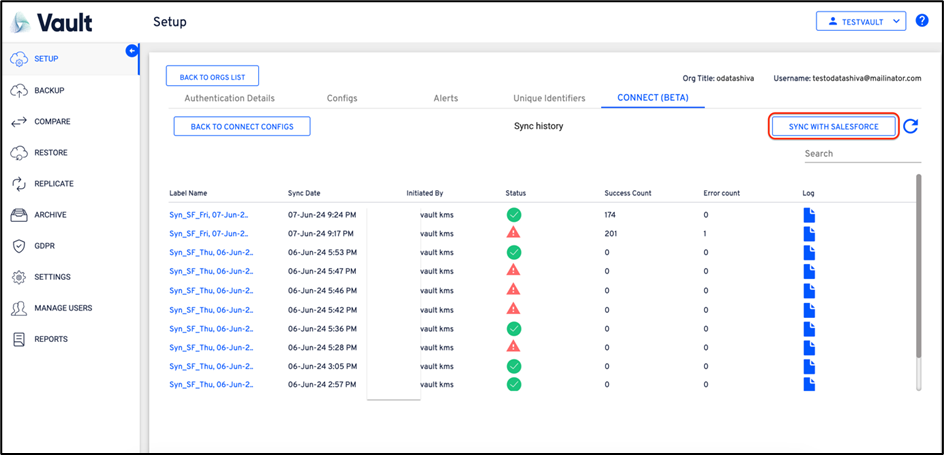 Vault
Setup
TESTVAULT
?
SETUP
BACKUP
COMPARE
RESTORE
REPLICATE
ARCHIVE
GDPR
SETTINGS
MANAGE USERS
REPORTS
BACK TO ORGS LIST
Org Title: odatashiva Username: testodatashiva@mailinator.com
Authentication Details Configs Alerts Unique Identifiers CONNECT (BETA)
BACK TO CONNECT CONFIGS Sync history SYNC WITH SALESFORCE
Search
Label Name Sync Date Initiated By Status Success Count Error count Log
Syn_SF_Fri, 07-Jun-2.. 07-Jun-24 9:24 PM vault kms 174 0
Syn_SF_Fri, 07-Jun-2.. 07-Jun-24 9:17 PM vault kms 201 1
Syn_SF_Thu, 06-Jun-2.. 06-Jun-24 5:53 PM vault kms 0 0
Syn_SF_Thu, 06-Jun-2.. 06-Jun-24 5:47 PM vault kms 0 0
Syn_SF_Thu, 06-Jun-2.. 06-Jun-24 5:46 PM vault kms 0 0
Syn_SF_Thu, 06-Jun-2.. 06-Jun-24 5:42 PM vault kms 0 0
Syn_SF_Thu, 06-Jun-2.. 06-Jun-24 5:36 PM vault kms 0 0
Syn_SF_Thu, 06-Jun-2.. 06-Jun-24 5:28 PM vault kms 0 0
Syn_SF_Thu, 06-Jun-2.. 06-Jun-24 3:05 PM vault kms 0 0
Syn_SF_Thu, 06-Jun-2.. 06-Jun-24 2:57 PM vault kms 0 0